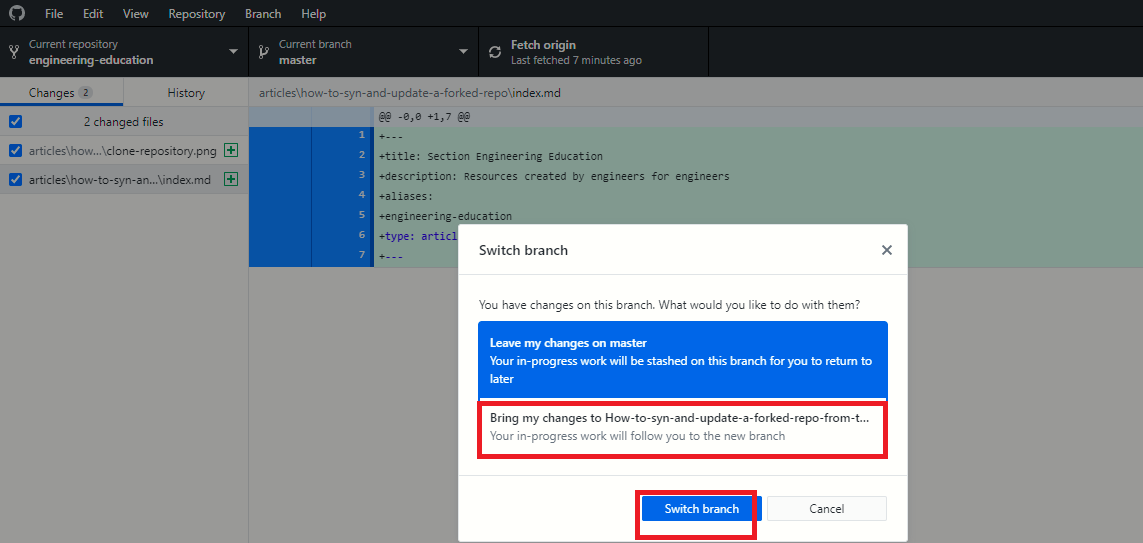 File Edit View Repository Branch Help
Current repository
engineering-education
Current branch
master
Fetch origin
Last fetched 7 minutes ago
Changes 2
History
articles\how-to-syn-and-update-a-forked-repo\index.md
2 changed files
articles\how...\clone-repository.png
articles\how-to-syn-an...\index.md
@@ -0,0 +1,7 @@
1 +---
2 +title: Section Engineering Education
3 +description: Resources created by engineers for engineers
4 +aliases:
5 +engineering-education
6 +type: articl
7 +---
Switch branch
You have changes on this branch. What would you like to do with them?
Leave my changes on master
Your in-progress work will be stashed on this branch for you to return to
later
Bring my changes to How-to-syn-and-update-a-forked-repo-from-t...
Your in-progress work will follow you to the new branch
Switch branch
Cancel